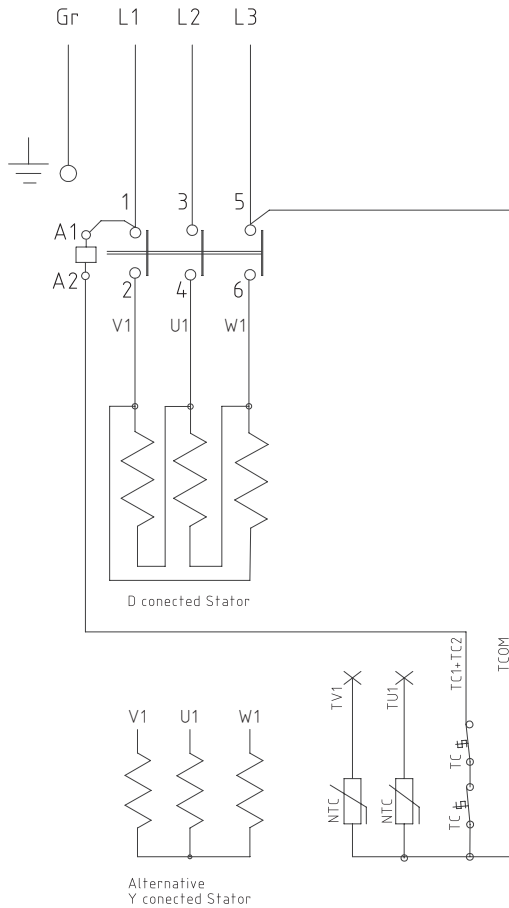 Gr L1 L2 L3
1 3 5
A1
A2
2 4 6
V1 U1 W1
D conected Stator
TC1+TC2
TCOM
TV1
TU1
V1 U1 W1
TC
NTC
NTC
TC
Alternative
Y conected Stator